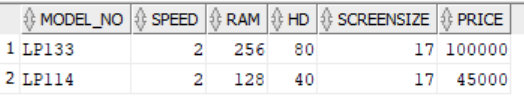 MODEL_NO SPEED RAM HD SCREENSIZE PRICE
1 LP133 2 256 80 17 100000
2 LP114 2 128 40 17 45000